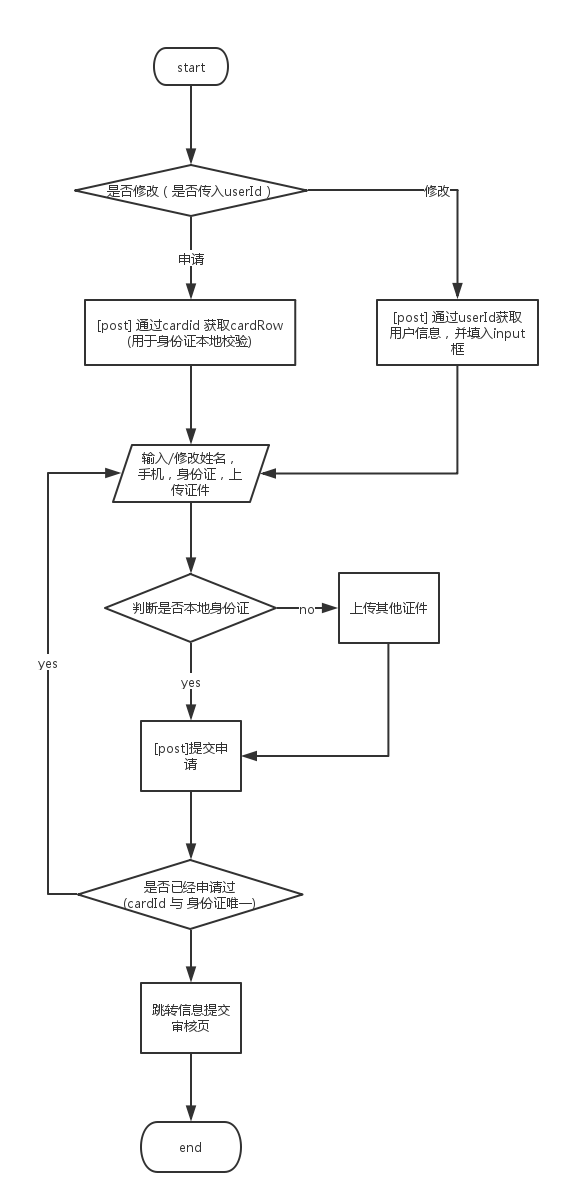 start
是否修改（是否传入userId）
修改
申请
[post] 通过cardid 获取cardRow
(用于身份证本地校验)
[post] 通过userId获取
用户信息，并填入input
框
输入/修改姓名，
手机，身份证，上
传证件
判断是否本地身份证
no
上传其他证件
yes
yes
[post]提交申
请
是否已经申请过
(cardId 与 身份证唯一)
跳转信息提交
审核页
end